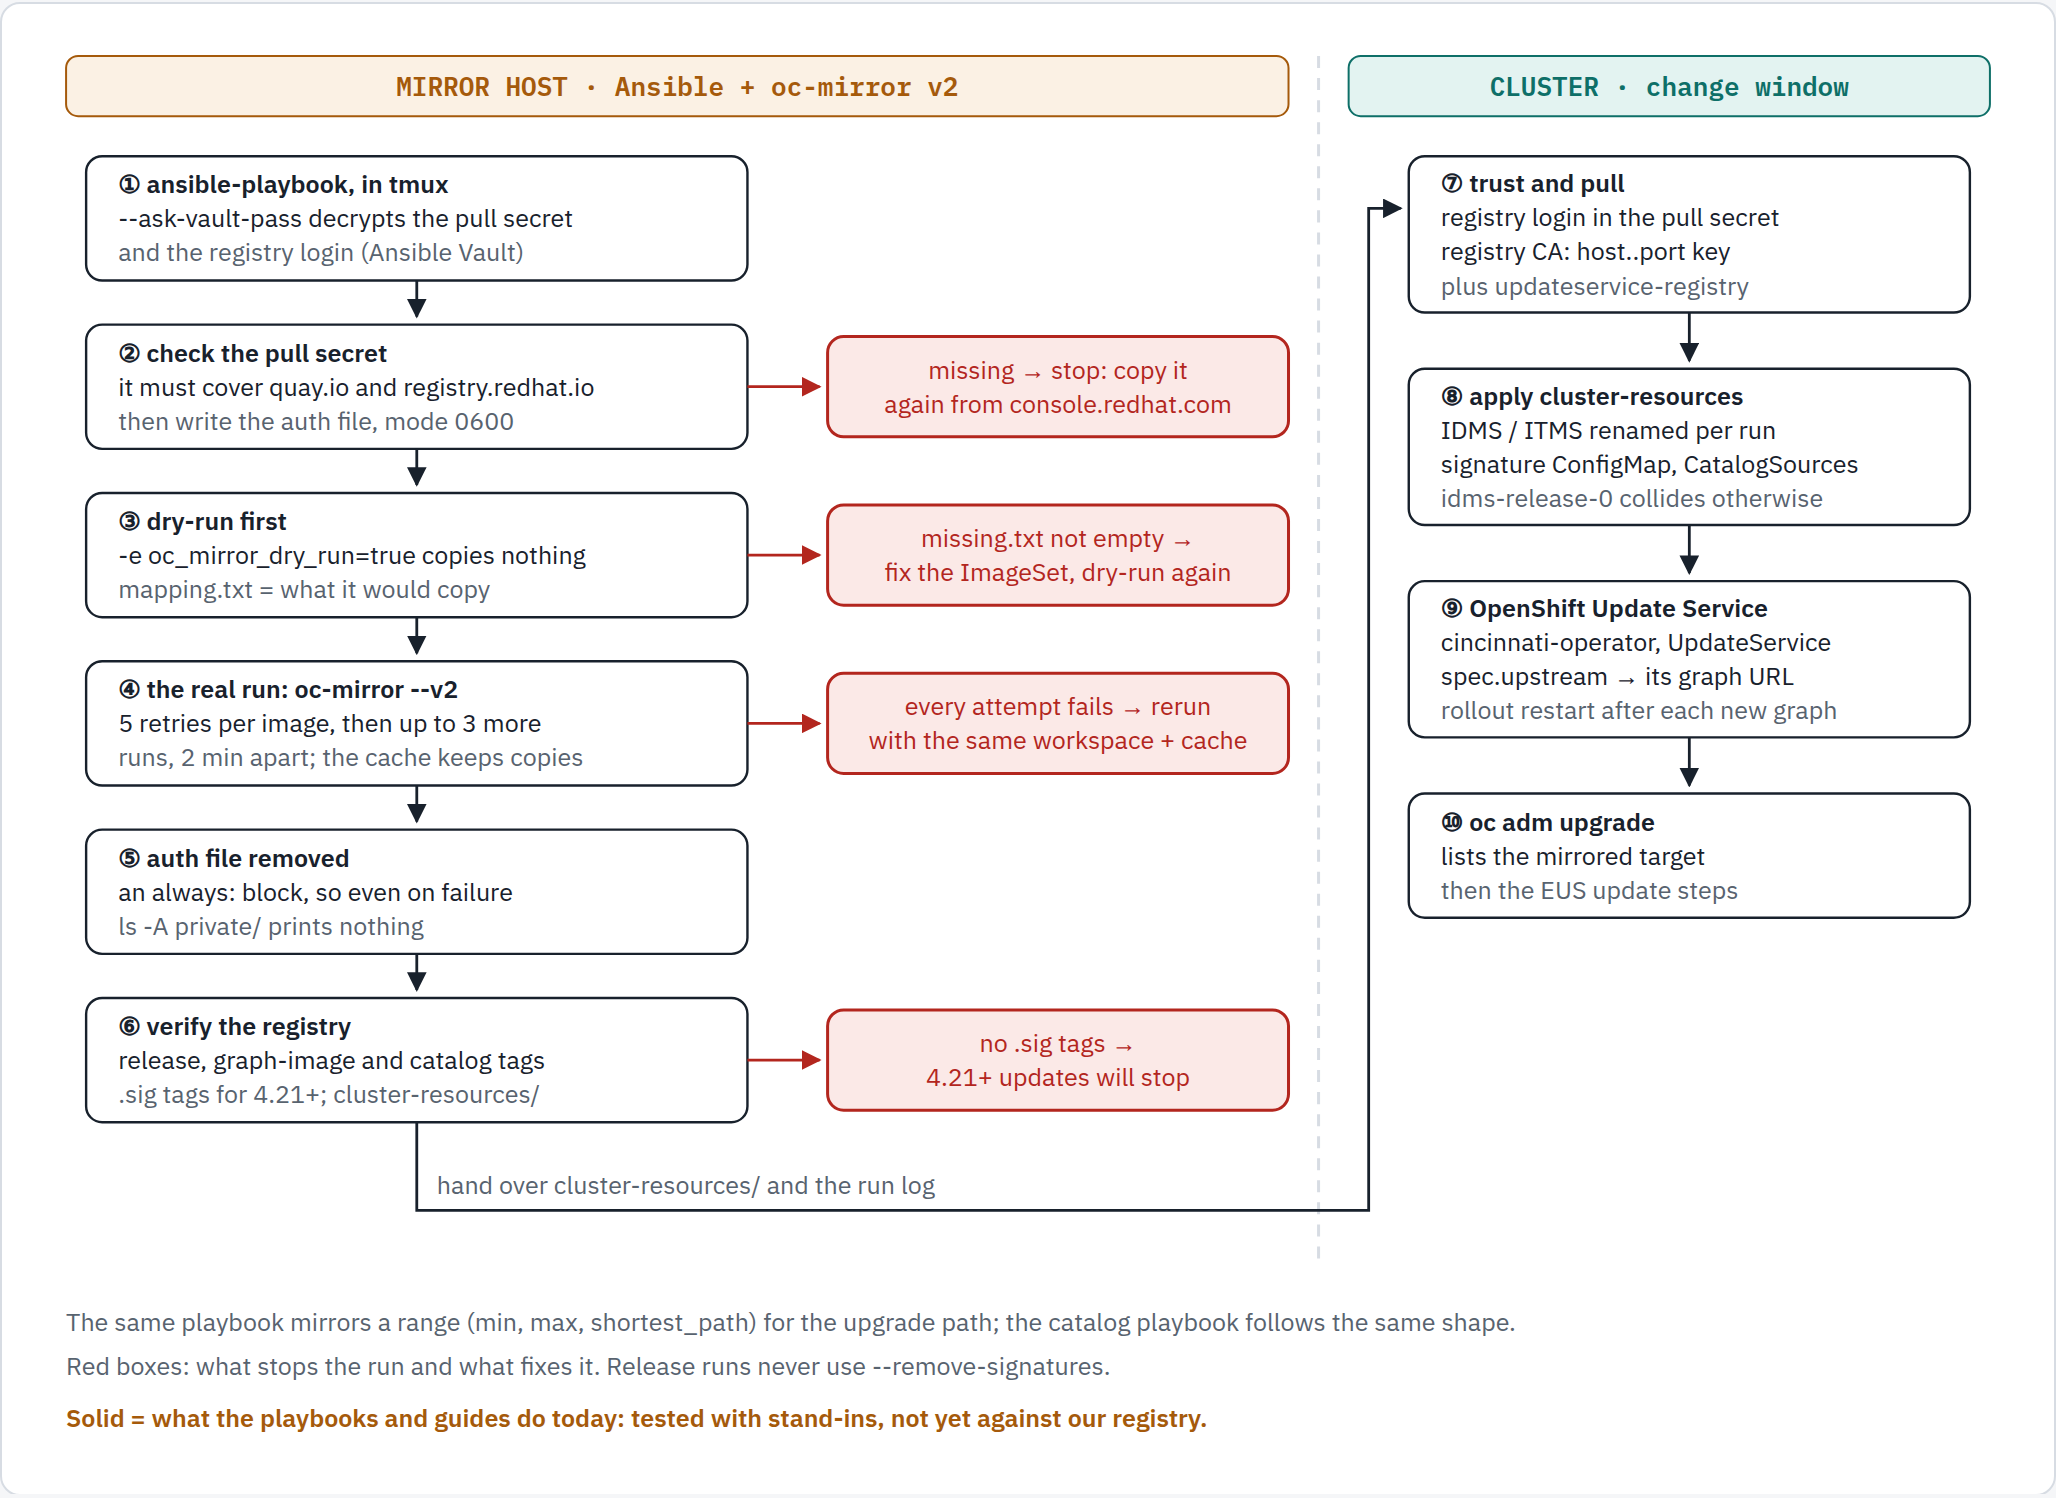 MIRROR HOST · Ansible + oc-mirror v2
① ansible-playbook, in tmux
--ask-vault-pass decrypts the pull secret
and the registry login (Ansible Vault)
② check the pull secret
it must cover quay.io and registry.redhat.io
then write the auth file, mode 0600
missing → stop: copy it
again from console.redhat.com
③ dry-run first
-e oc_mirror_dry_run=true copies nothing
mapping.txt = what it would copy
missing.txt not empty →
fix the ImageSet, dry-run again
④ the real run: oc-mirror --v2
5 retries per image, then up to 3 more
runs, 2 min apart; the cache keeps copies
every attempt fails → rerun
with the same workspace + cache
⑤ auth file removed
an always: block, so even on failure
ls -A private/ prints nothing
⑥ verify the registry
release, graph-image and catalog tags
.sig tags for 4.21+; cluster-resources/
no .sig tags →
4.21+ updates will stop
hand over cluster-resources/ and the run log
CLUSTER · change window
⑦ trust and pull
registry login in the pull secret
registry CA: host..port key
plus updateservice-registry
⑧ apply cluster-resources
IDMS / ITMS renamed per run
signature ConfigMap, CatalogSources
idms-release-0 collides otherwise
⑨ OpenShift Update Service
cincinnati-operator, UpdateService
spec.upstream → its graph URL
rollout restart after each new graph
⑩ oc adm upgrade
lists the mirrored target
then the EUS update steps
The same playbook mirrors a range (min, max, shortest_path) for the upgrade path; the catalog playbook follows the same shape.
Red boxes: what stops the run and what fixes it. Release runs never use --remove-signatures.
Solid = what the playbooks and guides do today: tested with stand-ins, not yet against our registry.